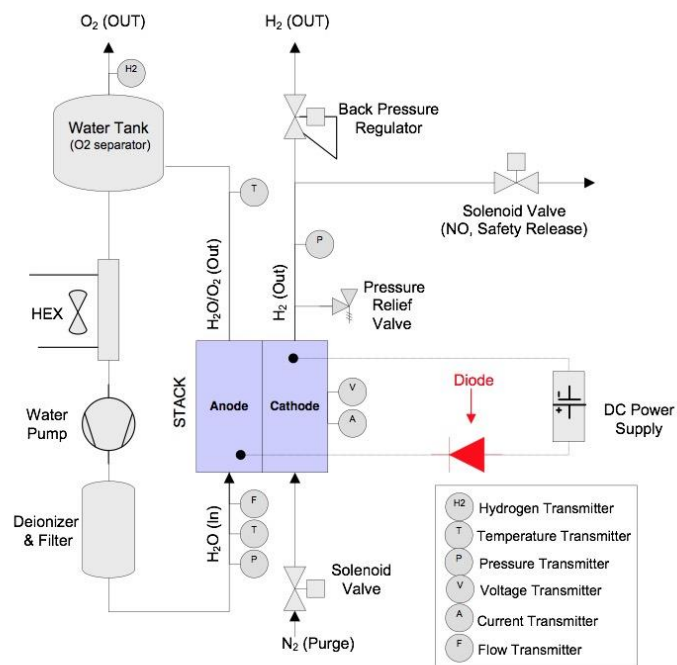 O2 (OUT)
H2 (OUT)
H2
Water Tank
(O2 separator)
Back Pressure
Regulator
T
Solenoid Valve
(NO, Safety Release)
P
H2O/O2 (Out)
H2 (Out)
Pressure
Relief
Valve
HEX
STACK
Anode
Cathode
V
A
Diode
-
+
DC Power
Supply
Water
Pump
Deionizer
& Filter
H2O (In)
F
T
P
Solenoid
Valve
N2 (Purge)
H2 Hydrogen Transmitter
T Temperature Transmitter
P Pressure Transmitter
V Voltage Transmitter
A Current Transmitter
F Flow Transmitter